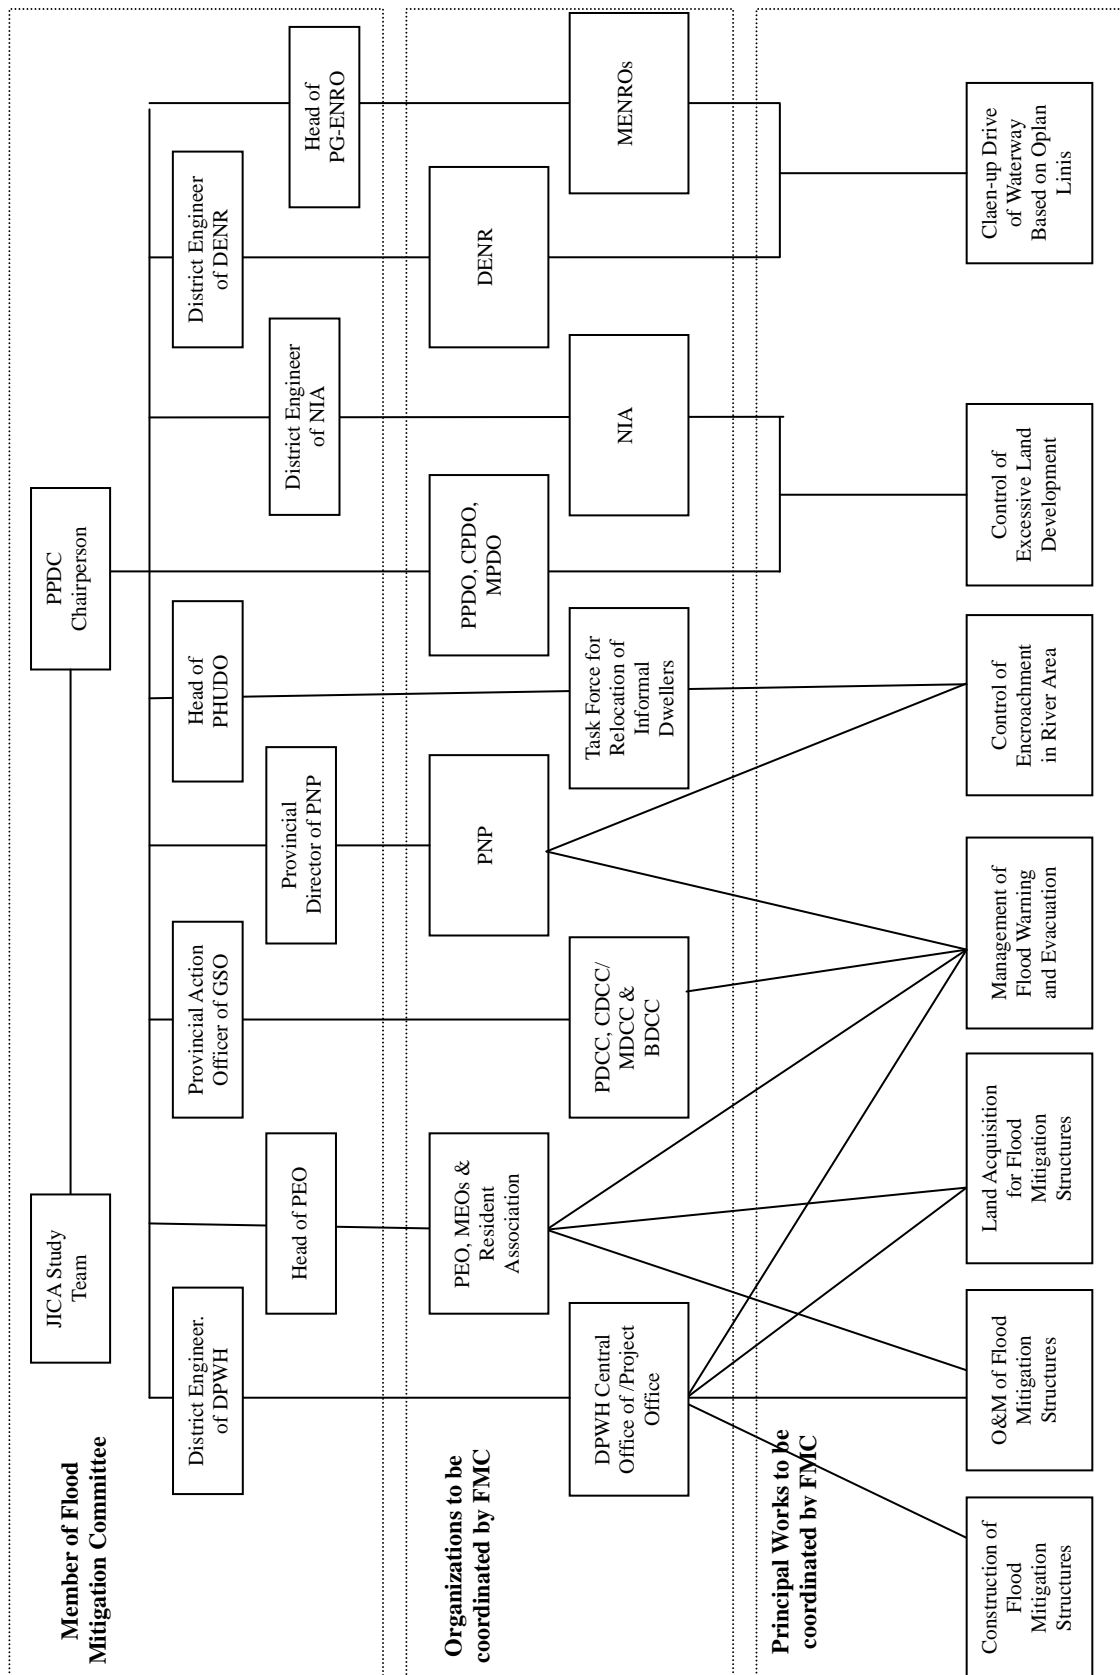 Member of Flood
Mitigation Committee
JICA Study
Team
PPDC
Chairperson
District Engineer.
of DPWH
Head of PEO
Provincial Action
Officer of GSO
Provincial
Director of PNP
Head of
PHUDO
District Engineer
of NIA
District Engineer
of DENR
Head of
PG-ENRO
Organizations to be
coordinated by FMC
DPWH Central
Office of /Project
Office
PEO, MEOs &
Resident
Association
PDCC, CDCC/
MDCC &
BDCC
PNP
Task Force for
Relocation of
Informal
Dwellers
PPDO, CPDO,
MPDO
NIA
DENR
MENROs
Principal Works to be
coordinated by FMC
Construction of
Flood
Mitigation
Structures
O&M of Flood
Mitigation
Structures
Land Acquisition
for Flood
Mitigation
Structures
Management of
Flood Warning
and Evacuation
Control of
Encroachment
in River Area
Control of
Excessive Land
Development
Claen-up Drive
of Waterway
Based on Oplan
Linis